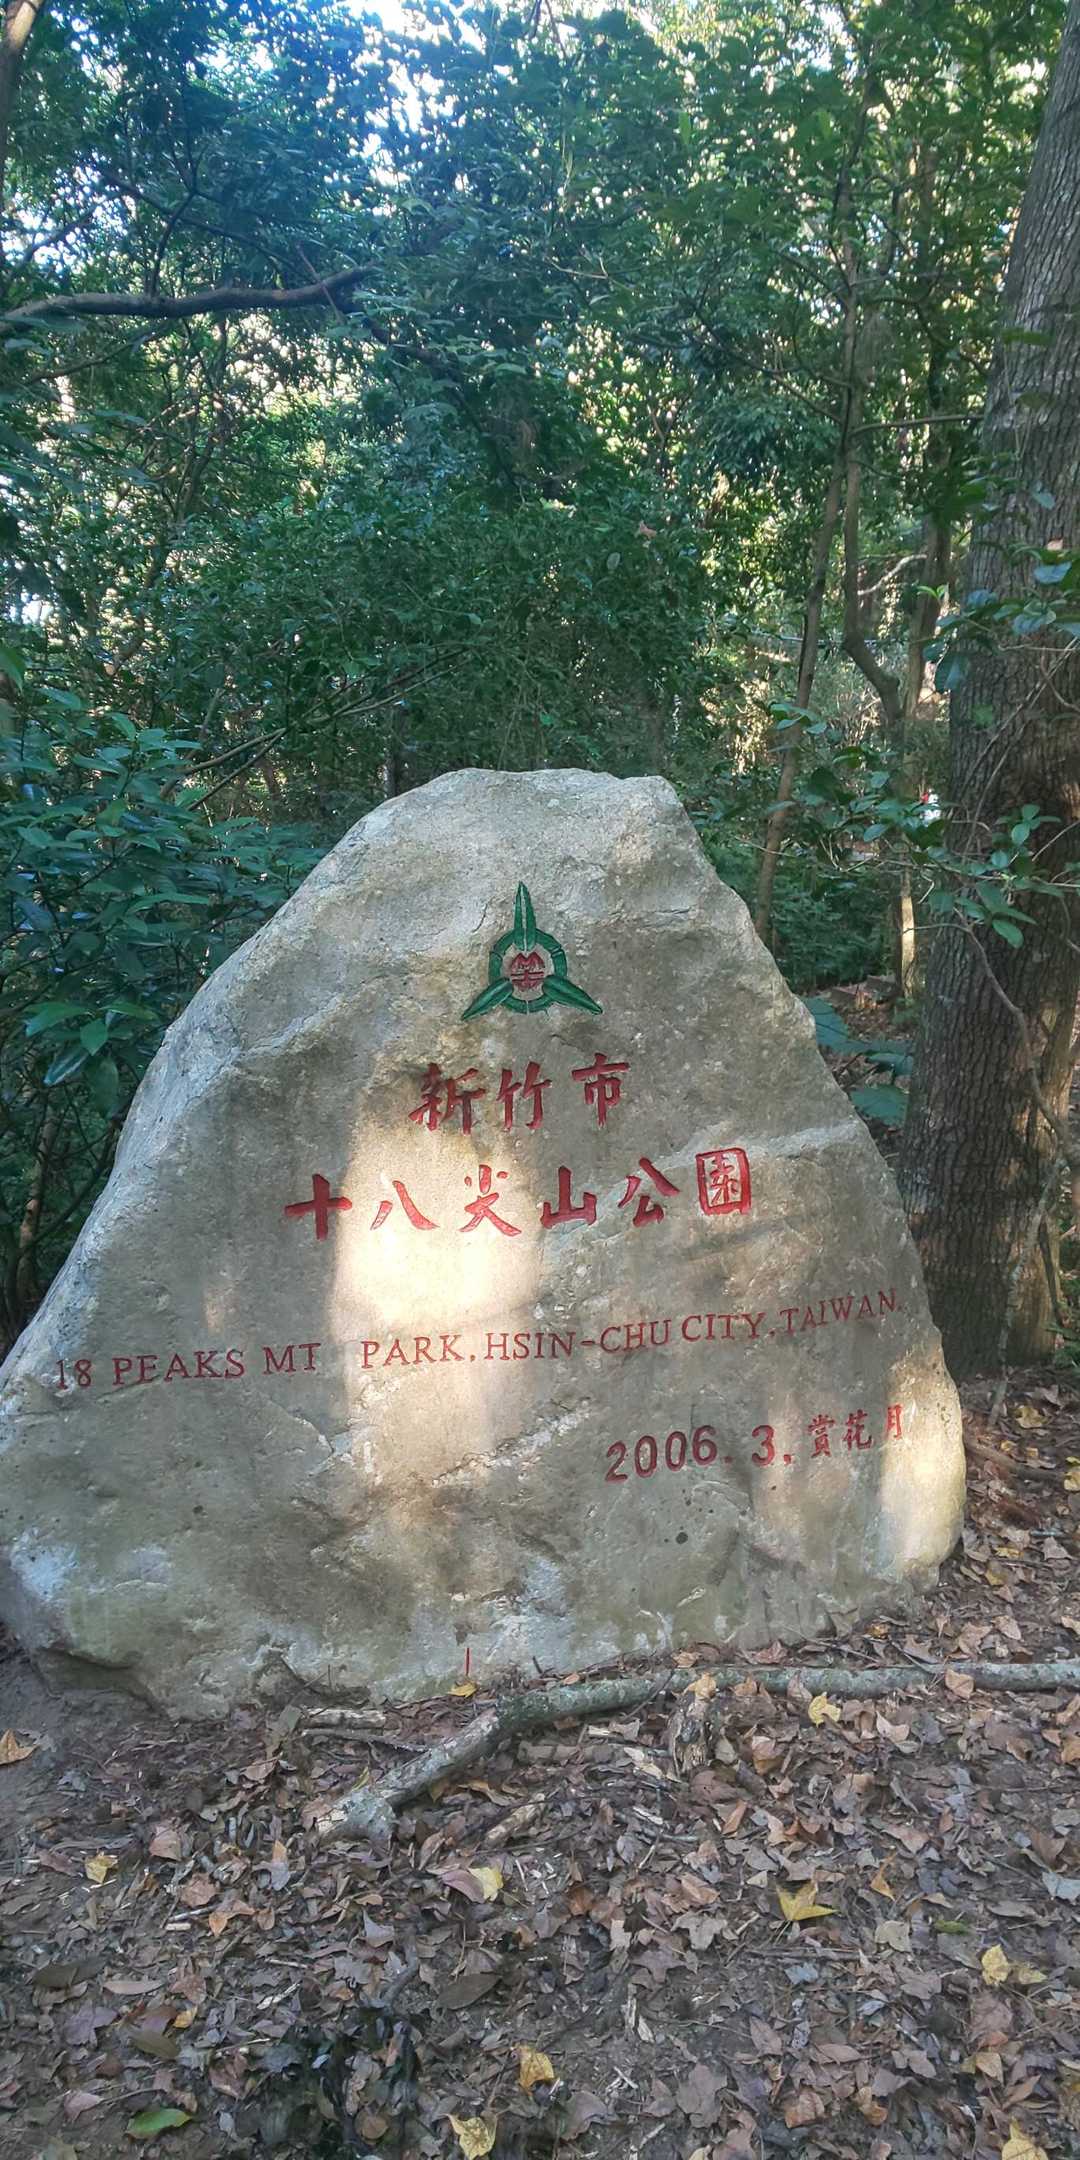 新竹市
十八尖山公園
18 PEAKS MT PARK. HSIN-CHU CITY, TAIWAN.
2006. 3. 賞花月